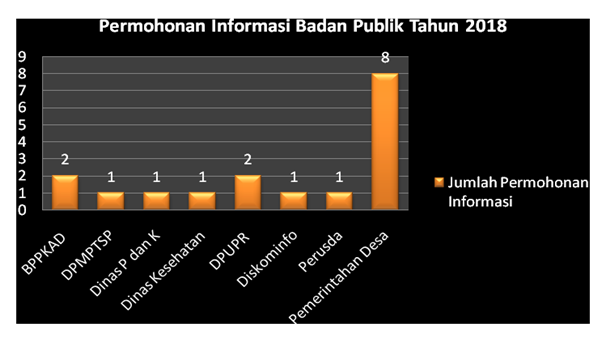 Permohonan Informasi Badan Publik Tahun 2018
9
8
7
6
5
4
3
2
1
0
2
1
1
1
2
1
1
8
BPPKAD
DPMPTSP
Dinas P dan K
Dinas Kesehatan
DPUPR
Diskominfo
Perusda
Pemerintahan Desa
Jumlah Permohonan
Informasi